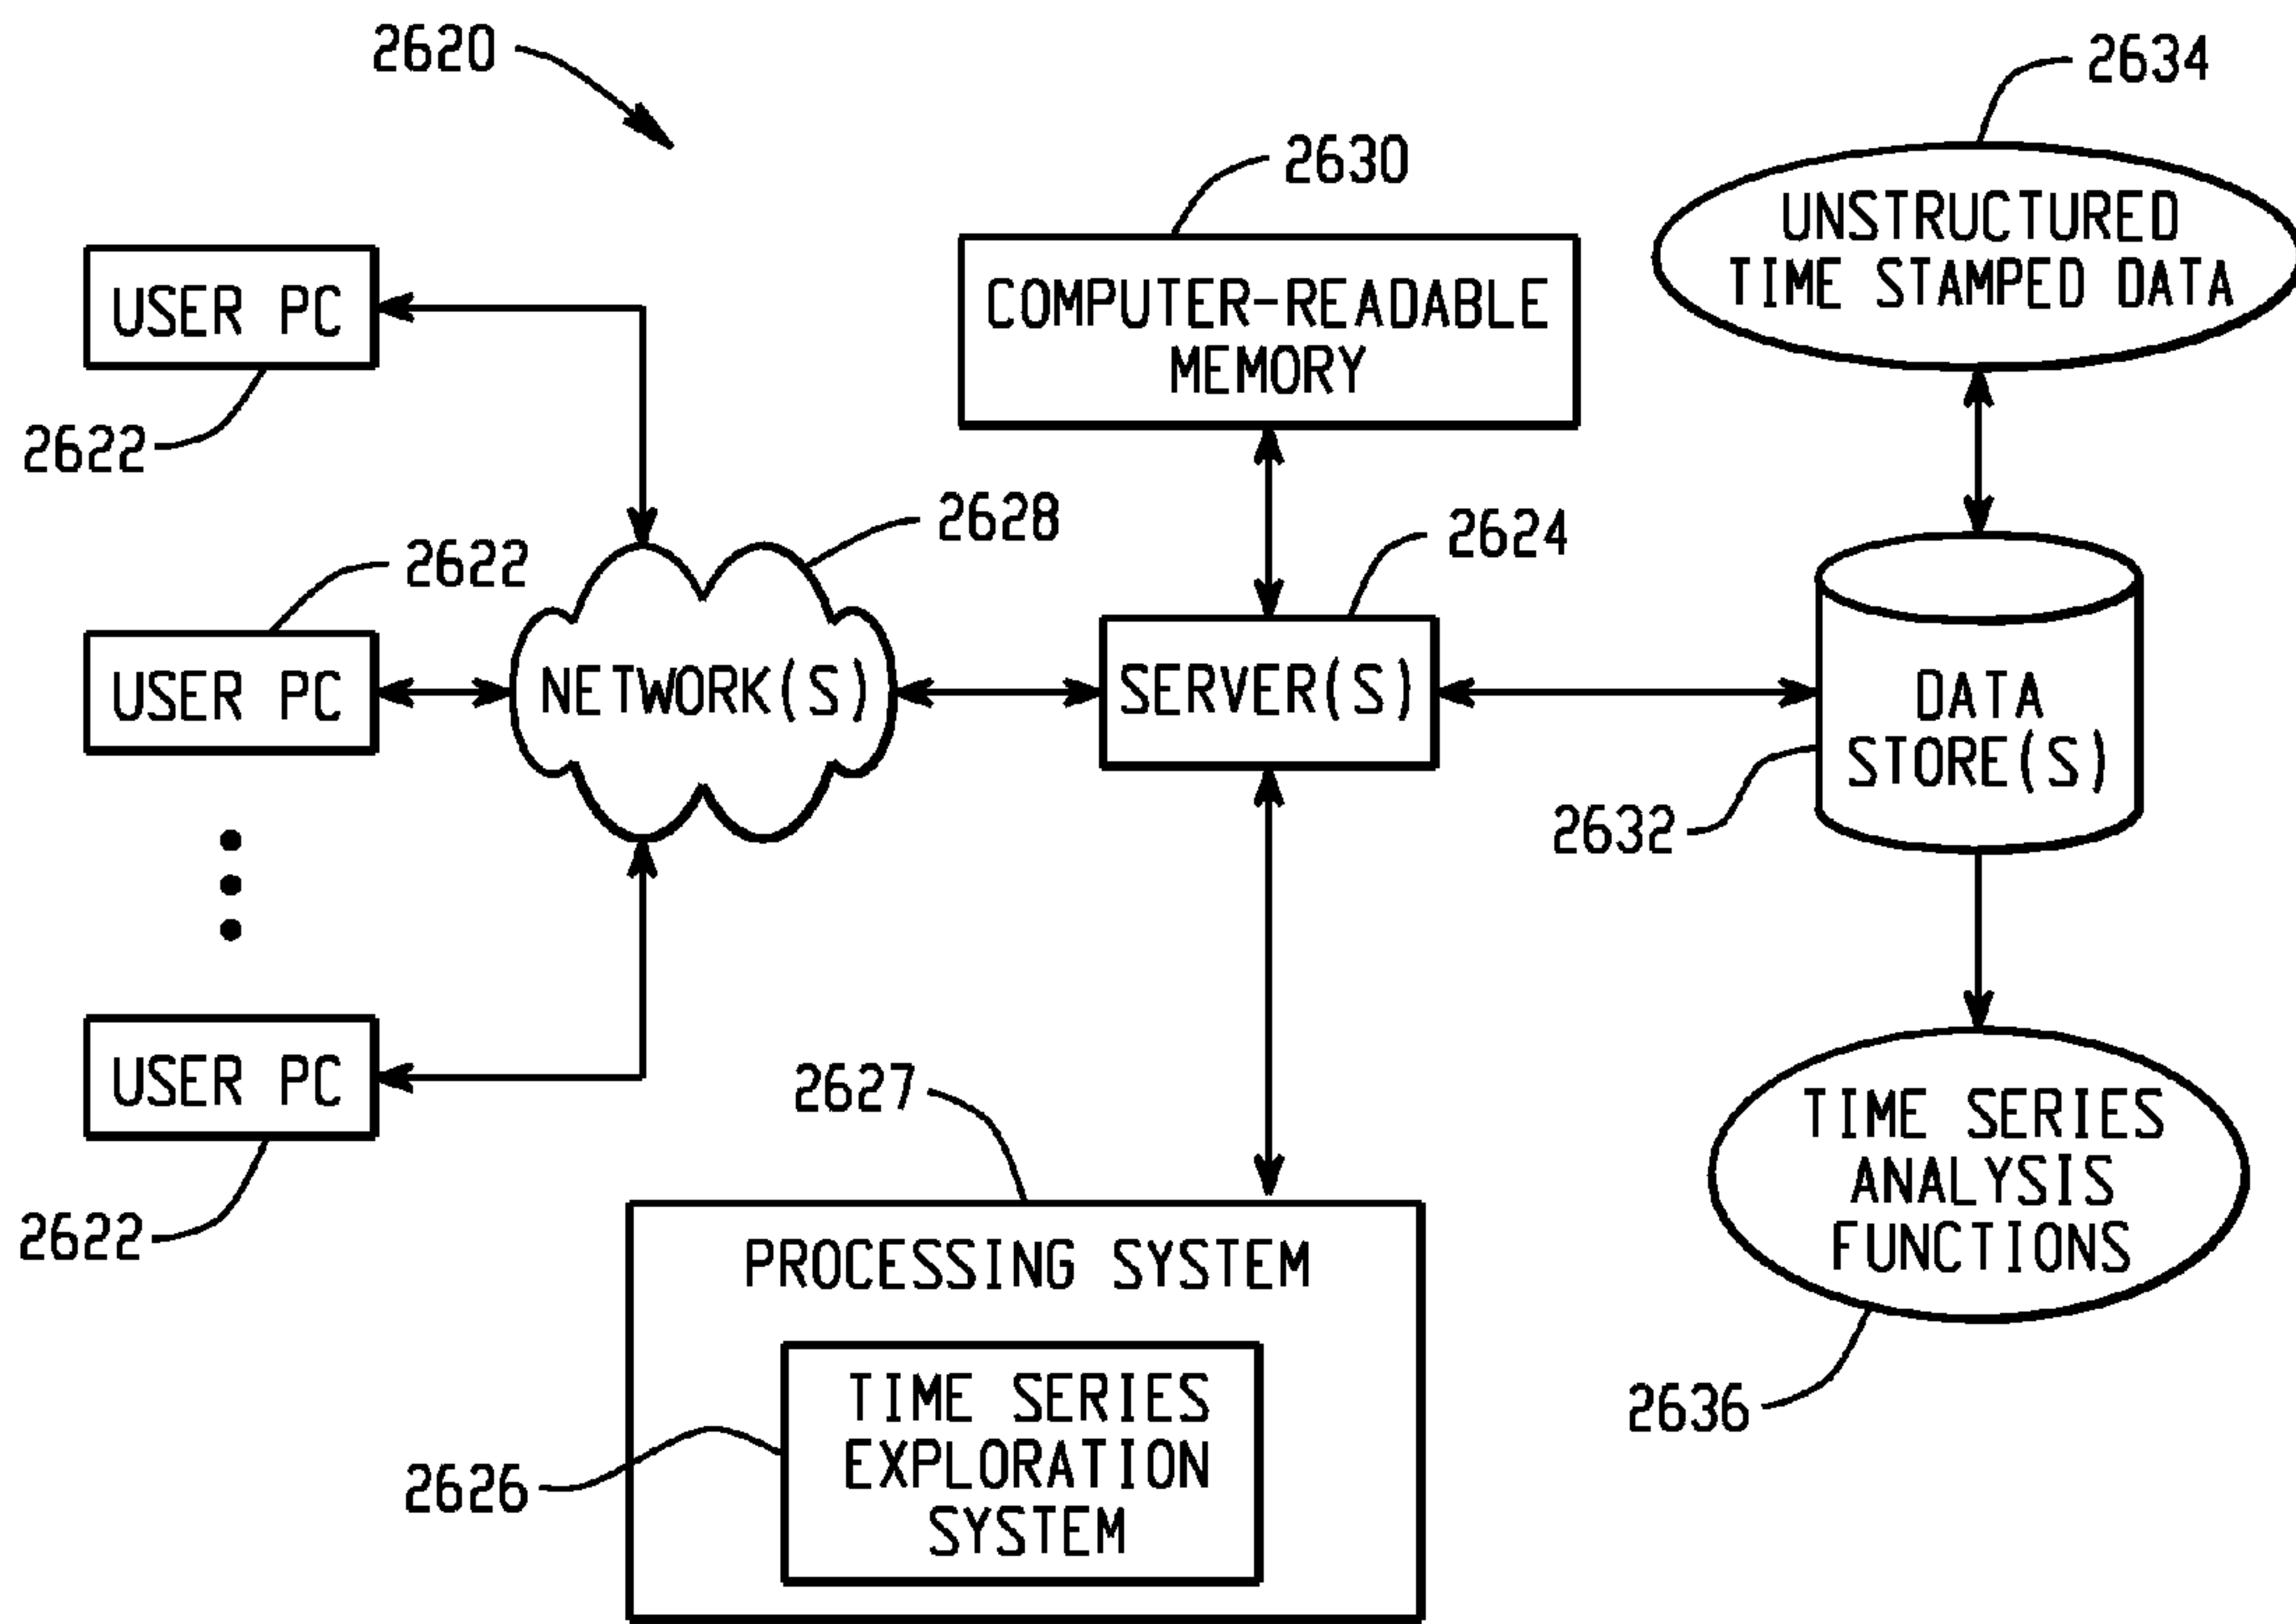 2620
2634
2630
UNSTRUCTURED
TIME STAMPED DATA
USER PC
COMPUTER-READABLE
MEMORY
2622
2628
2624
2622
USER PC
NETWORK(S)
SERVER(S)
DATA
STORE(S)
2632
USER PC
2627
TIME SERIES
ANALYSIS
FUNCTIONS
2622
PROCESSING SYSTEM
TIME SERIES
EXPLORATION
SYSTEM
2626
2636